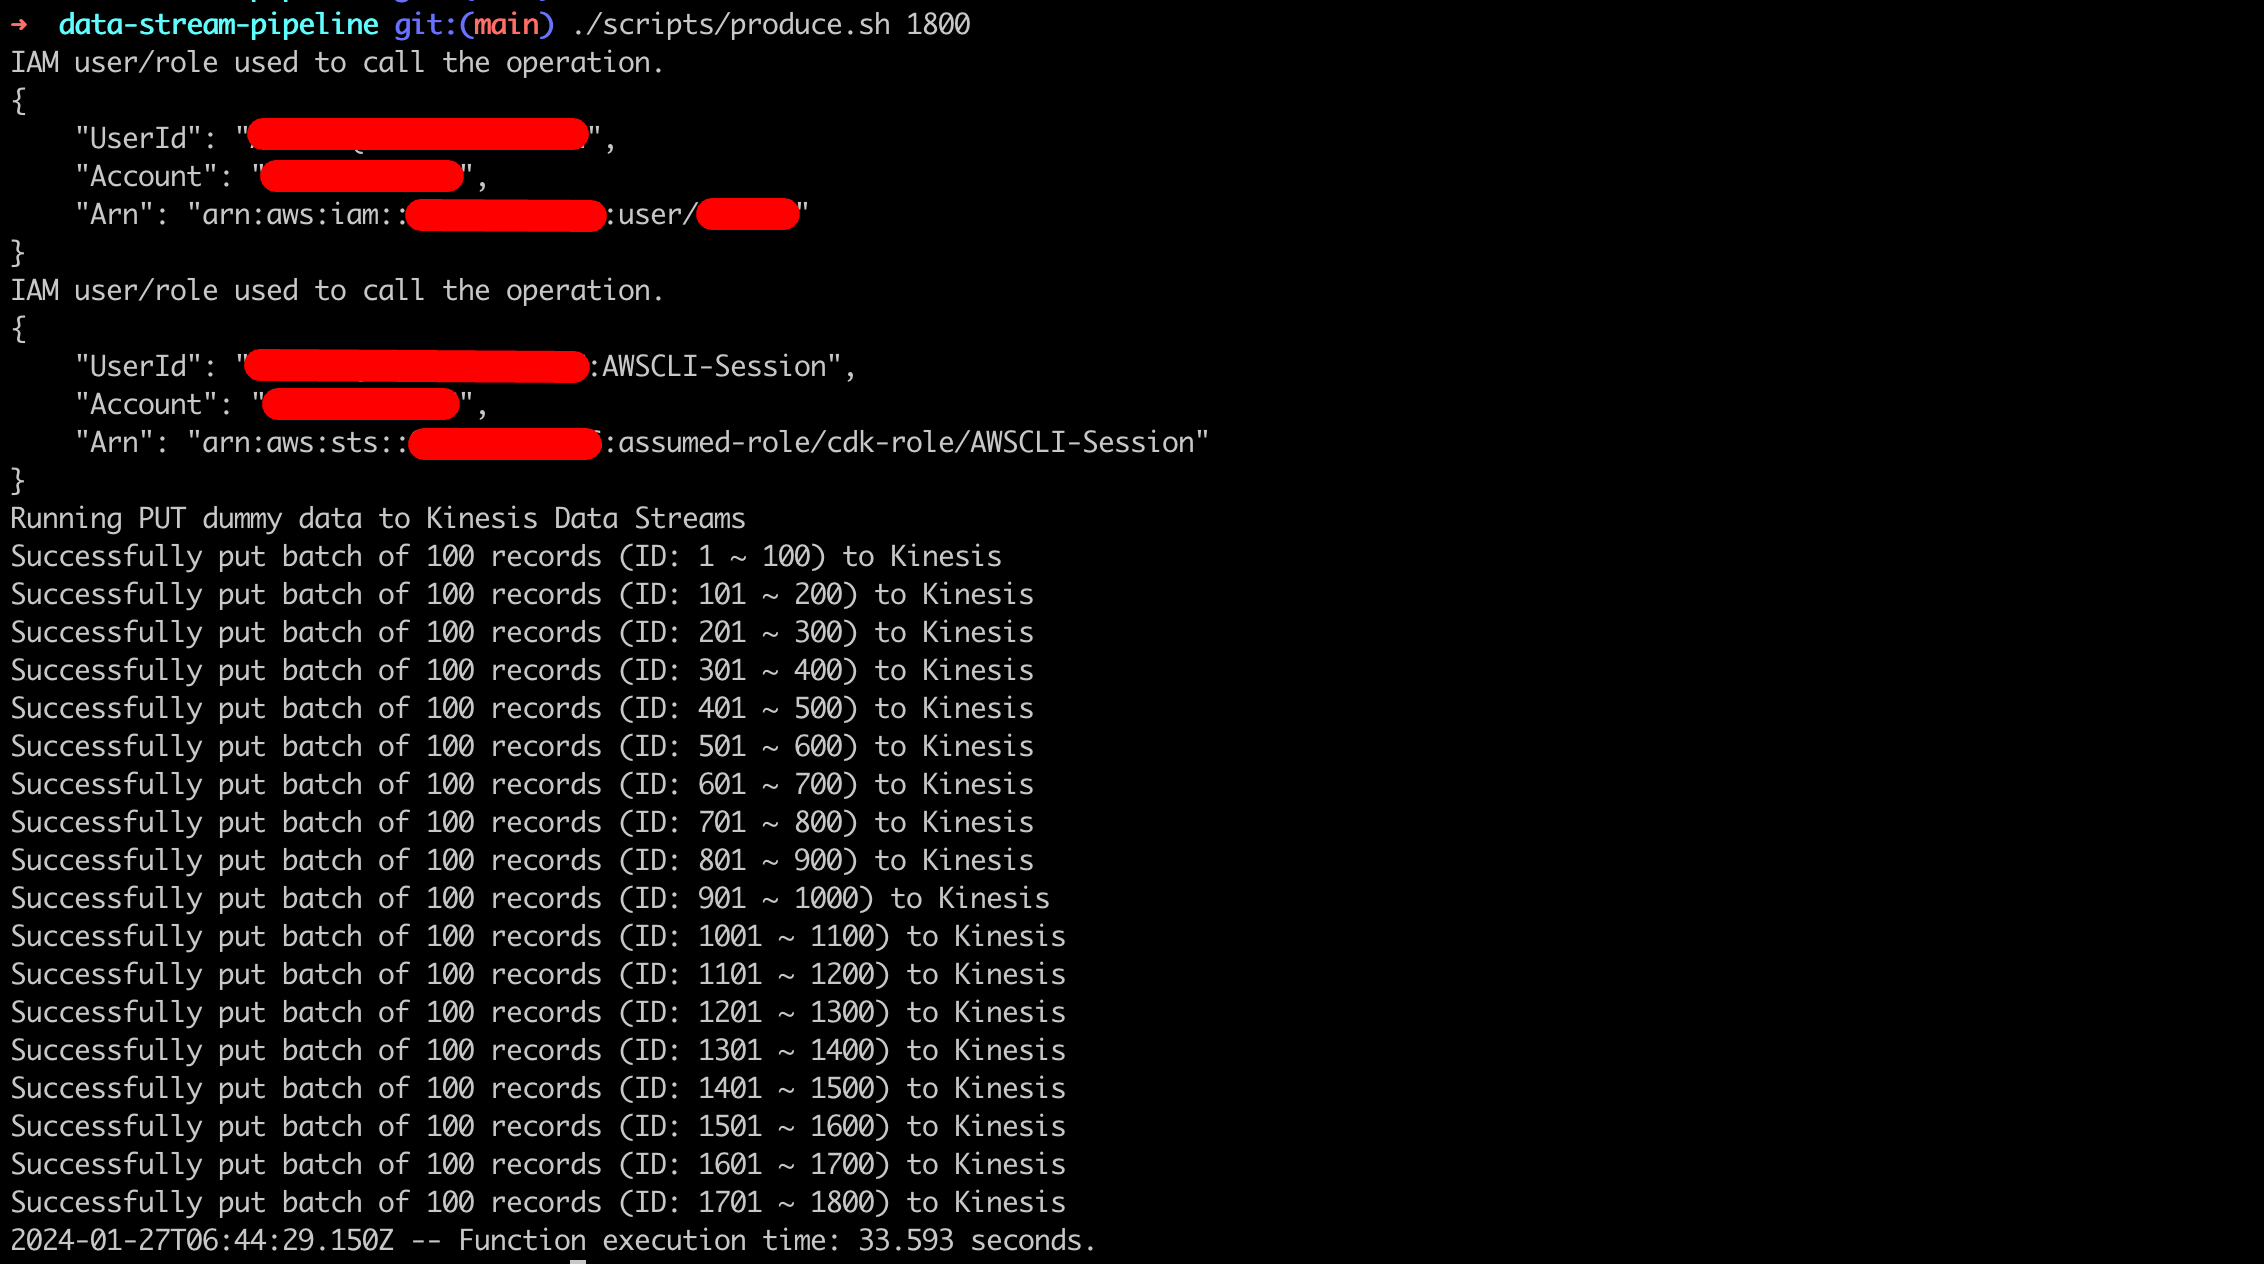 → data-stream-pipeline git:(main) ./scripts/produce.sh 1800
IAM user/role used to call the operation.
{
    "UserId": "",
    "Account": "",
    "Arn": "arn:aws:iam:::user/"
}
IAM user/role used to call the operation.
{
    "UserId": ":AWSCLI-Session",
    "Account": "",
    "Arn": "arn:aws:sts:::assumed-role/cdk-role/AWSCLI-Session"
}
Running PUT dummy data to Kinesis Data Streams
Successfully put batch of 100 records (ID: 1 ~ 100) to Kinesis
Successfully put batch of 100 records (ID: 101 ~ 200) to Kinesis
Successfully put batch of 100 records (ID: 201 ~ 300) to Kinesis
Successfully put batch of 100 records (ID: 301 ~ 400) to Kinesis
Successfully put batch of 100 records (ID: 401 ~ 500) to Kinesis
Successfully put batch of 100 records (ID: 501 ~ 600) to Kinesis
Successfully put batch of 100 records (ID: 601 ~ 700) to Kinesis
Successfully put batch of 100 records (ID: 701 ~ 800) to Kinesis
Successfully put batch of 100 records (ID: 801 ~ 900) to Kinesis
Successfully put batch of 100 records (ID: 901 ~ 1000) to Kinesis
Successfully put batch of 100 records (ID: 1001 ~ 1100) to Kinesis
Successfully put batch of 100 records (ID: 1101 ~ 1200) to Kinesis
Successfully put batch of 100 records (ID: 1201 ~ 1300) to Kinesis
Successfully put batch of 100 records (ID: 1301 ~ 1400) to Kinesis
Successfully put batch of 100 records (ID: 1401 ~ 1500) to Kinesis
Successfully put batch of 100 records (ID: 1501 ~ 1600) to Kinesis
Successfully put batch of 100 records (ID: 1601 ~ 1700) to Kinesis
Successfully put batch of 100 records (ID: 1701 ~ 1800) to Kinesis
2024-01-27T06:44:29.150Z -- Function execution time: 33.593 seconds.